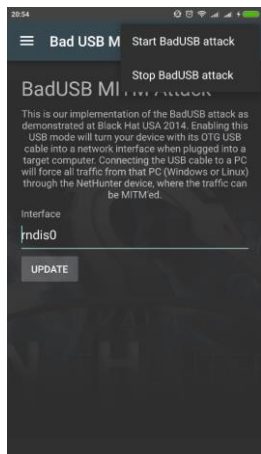 20:54
Bad USB M
Start BadUSB attack
Stop BadUSB attack
BadUSB MITM Attack
This is our implementation of the BadUSB attack as
demonstrated at Black Hat USA 2014. Enabling this
USB mode will turn your device with its OTG USB
cable into a network interface when plugged into a
target computer. Connecting the USB cable to a PC
will force all traffic from that PC (Windows or Linux)
through the NetHunter device, where the traffic can
be MITM'ed.
Interface
rndis0
UPDATE